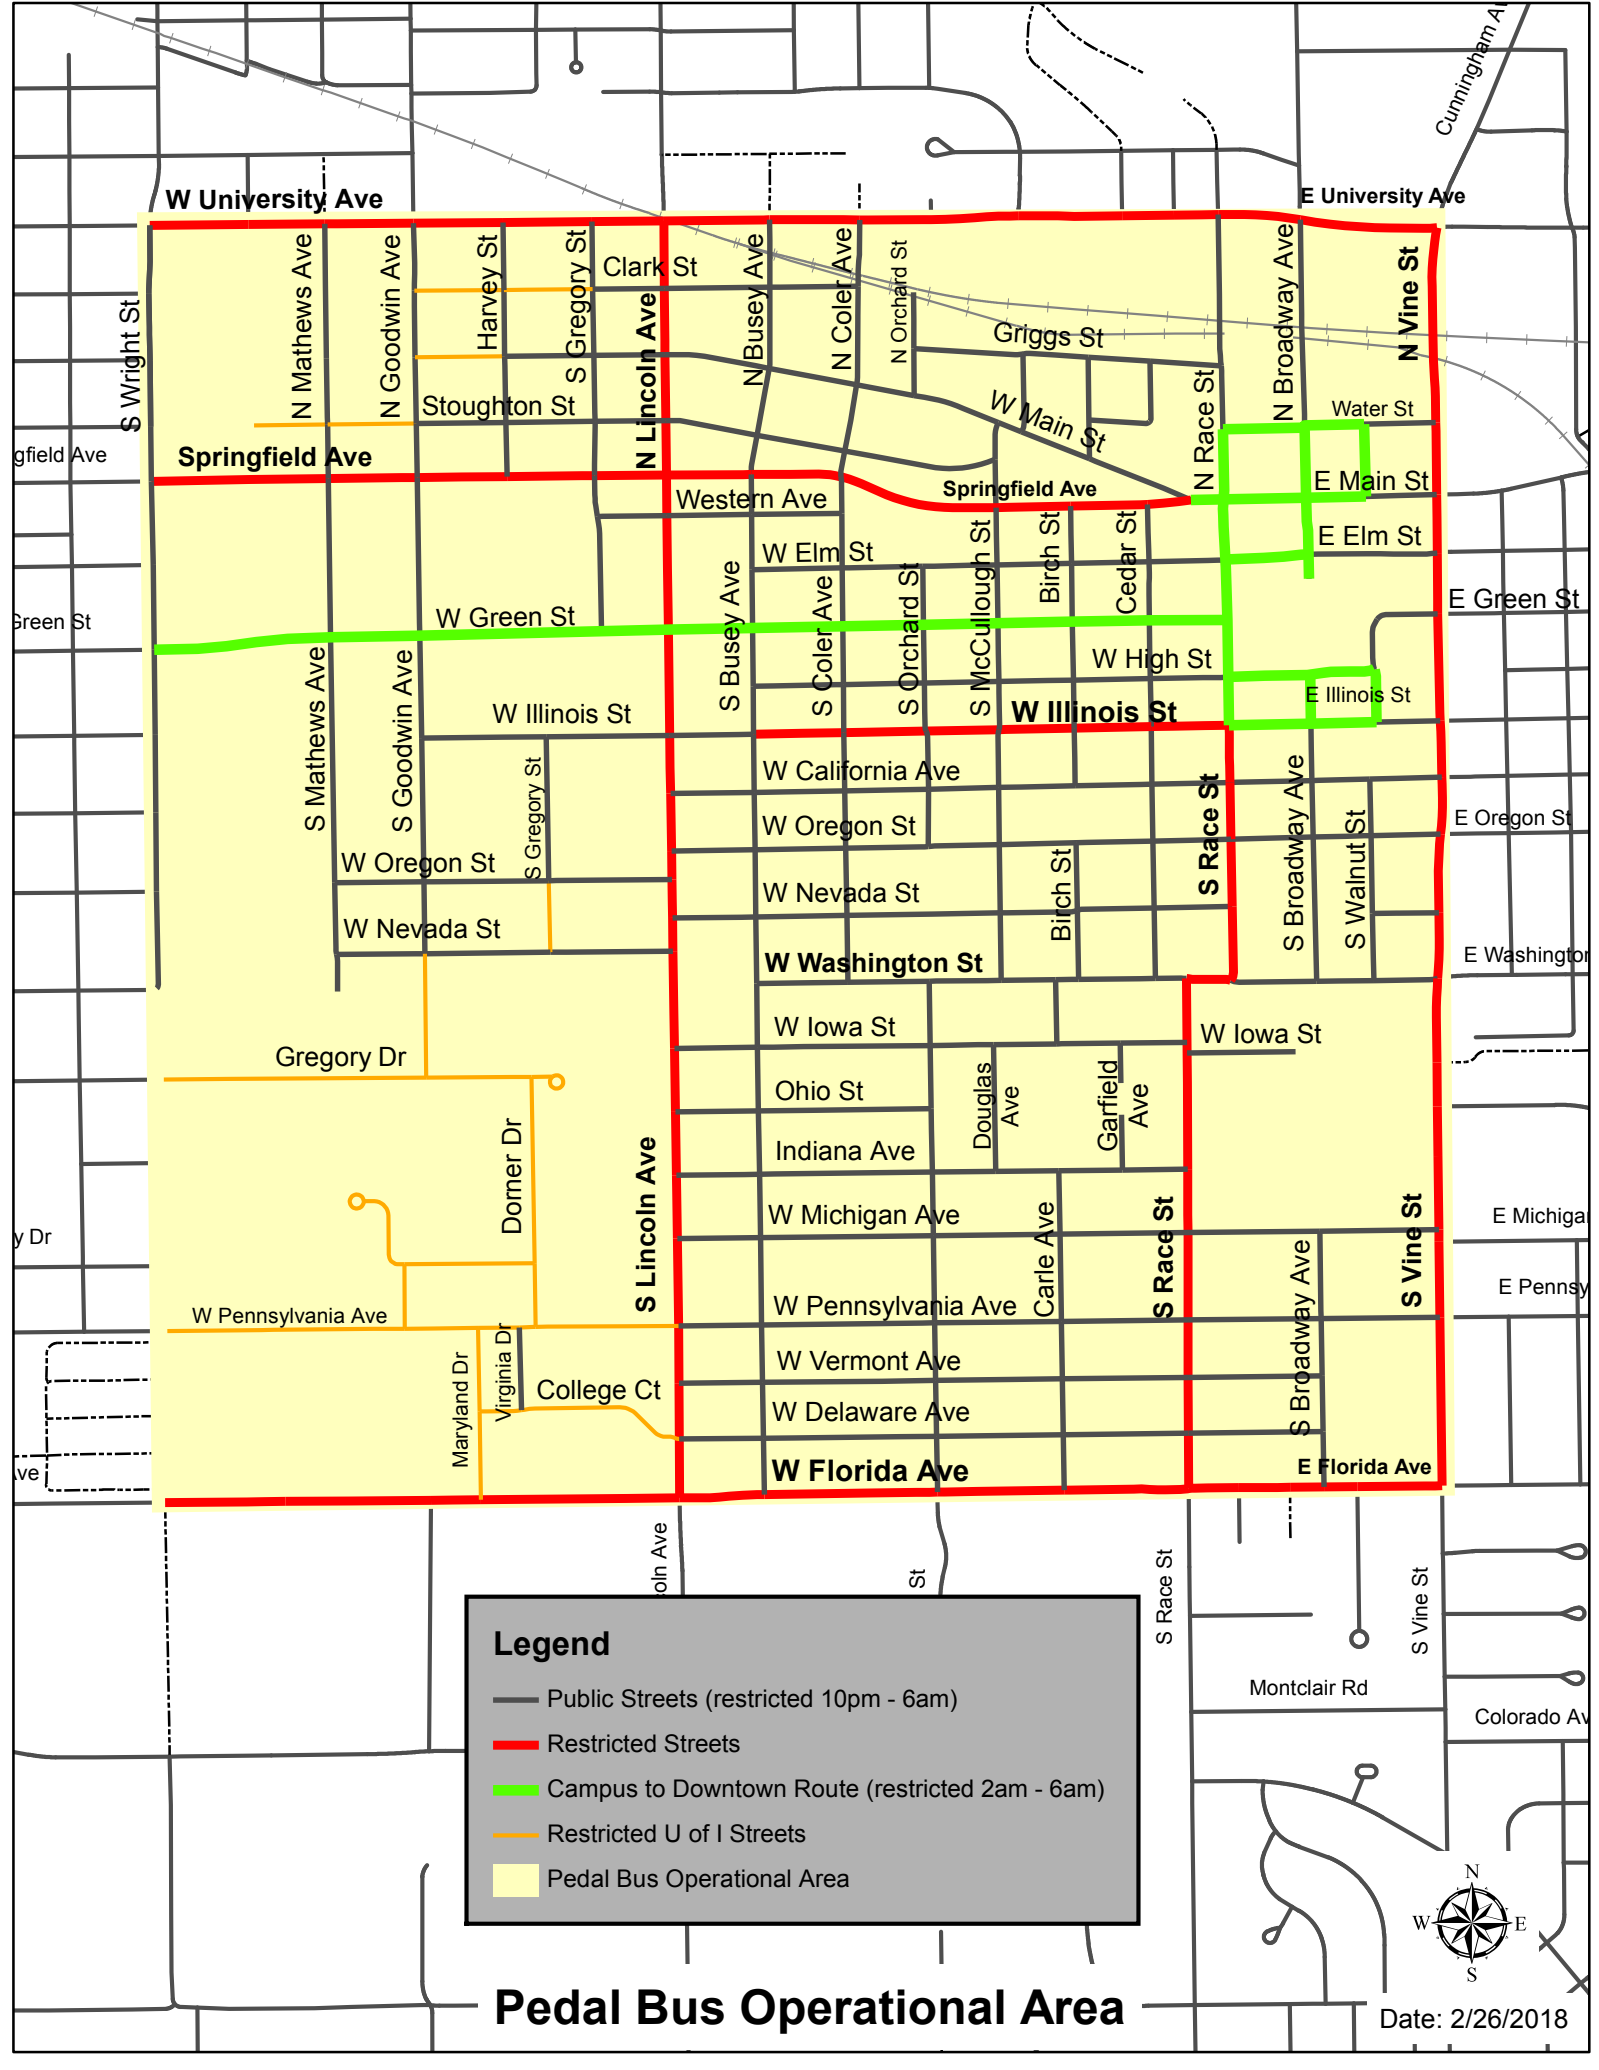 Cunningham Av
W University Ave
E University Ave
S Wright St
N Mathews Ave
N Goodwin Ave
Harvey St
S Gregory St
Clark St
N Lincoln Ave
N Busey Ave
N Coler Ave
N Orchard St
Griggs St
N Race St
N Broadway Ave
N Vine St
Stoughton St
W Main St
Water St
gfield Ave
Springfield Ave
Springfield Ave
E Main St
Western Ave
W Elm St
E Elm St
S Busey Ave
S Coler Ave
S Orchard St
S McCullough St
Birch St
Cedar St
Green St
W Green St
E Green St
W High St
E Illinois St
W Illinois St
W Illinois St
S Mathews Ave
S Goodwin Ave
S Gregory St
W California Ave
W Oregon St
E Oregon St
S Race St
S Broadway Ave
S Walnut St
W Oregon St
W Nevada St
Birch St
W Nevada St
W Washington St
E Washington
W Iowa St
W Iowa St
Gregory Dr
Ohio St
Douglas
Ave
Garfield
Ave
Dorner Dr
Indiana Ave
S Lincoln Ave
W Michigan Ave
E Michiga
y Dr
Carle Ave
S Race St
S Vine St
E Pennsy
W Pennsylvania Ave
W Pennsylvania Ave
S Broadway Ave
Maryland Dr
Virginia Dr
College Ct
W Vermont Ave
W Delaware Ave
ve
W Florida Ave
E Florida Ave
oln Ave
St
S Race St
S Vine St
Montclair Rd
Colorado Av
Legend
Public Streets (restricted 10pm - 6am)
Restricted Streets
Campus to Downtown Route (restricted 2am - 6am)
Restricted U of I Streets
Pedal Bus Operational Area
N
W
E
S
Pedal Bus Operational Area
Date: 2/26/2018